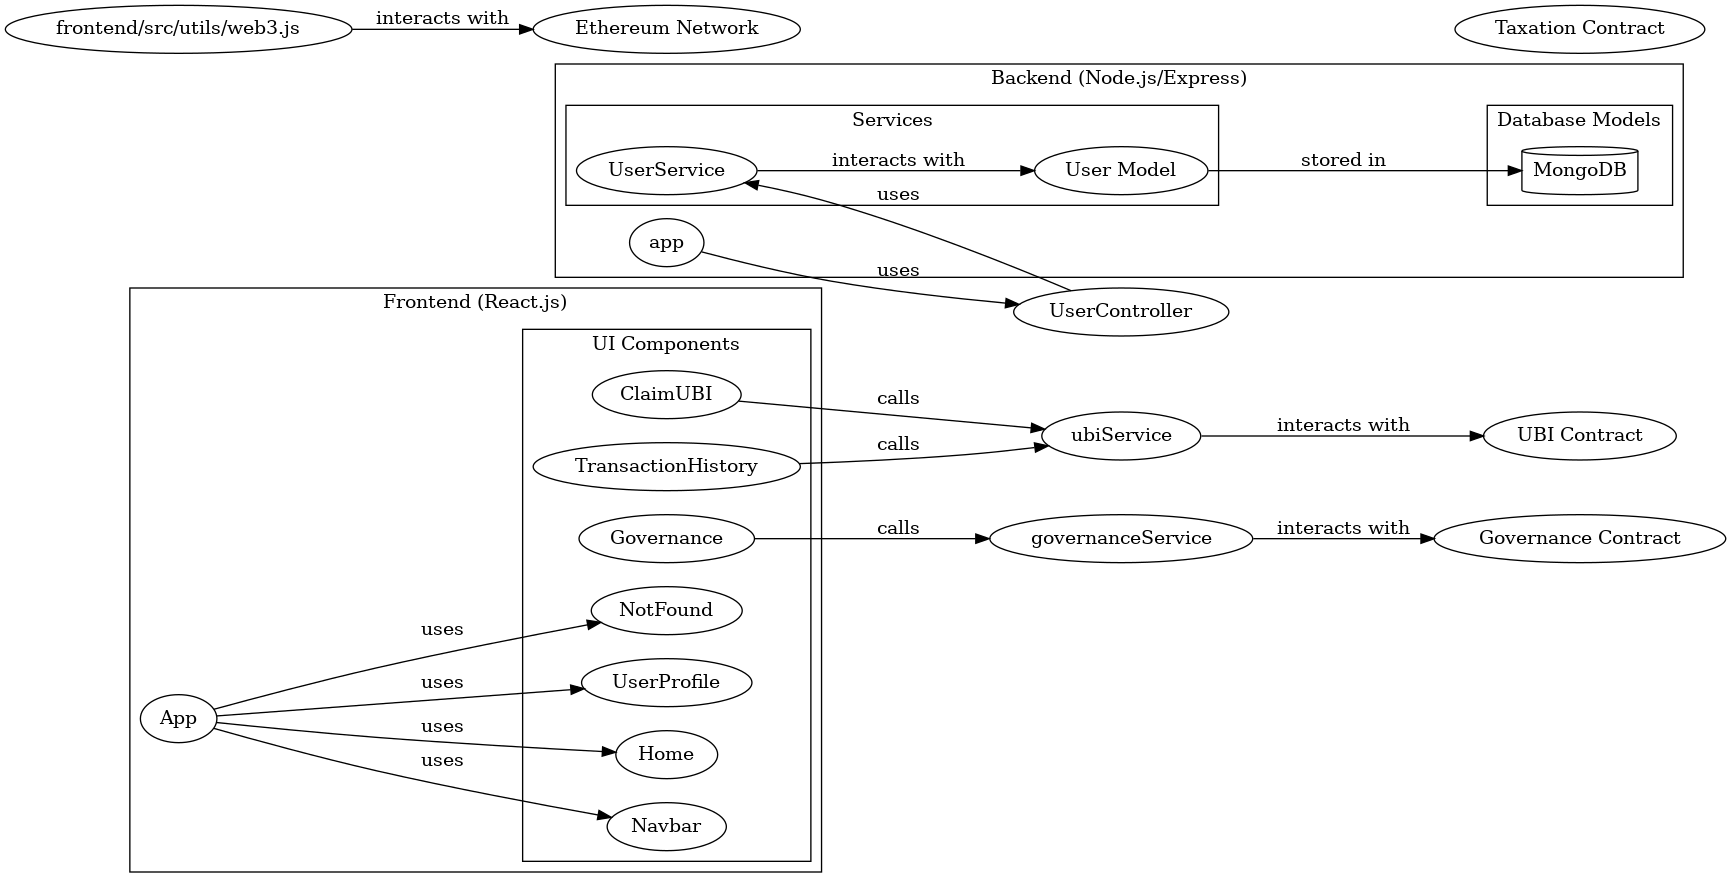 frontend/src/utils/web3.js
interacts with
Ethereum Network
Taxation Contract
Backend (Node.js/Express)
Services
Database Models
UserService
interacts with
User Model
stored in
MongoDB
uses
app
uses
UserController
Frontend (React.js)
UI Components
ClaimUBI
calls
TransactionHistory
calls
ubiService
interacts with
UBI Contract
Governance
calls
governanceService
interacts with
Governance Contract
NotFound
uses
UserProfile
uses
App
uses
Home
uses
Navbar